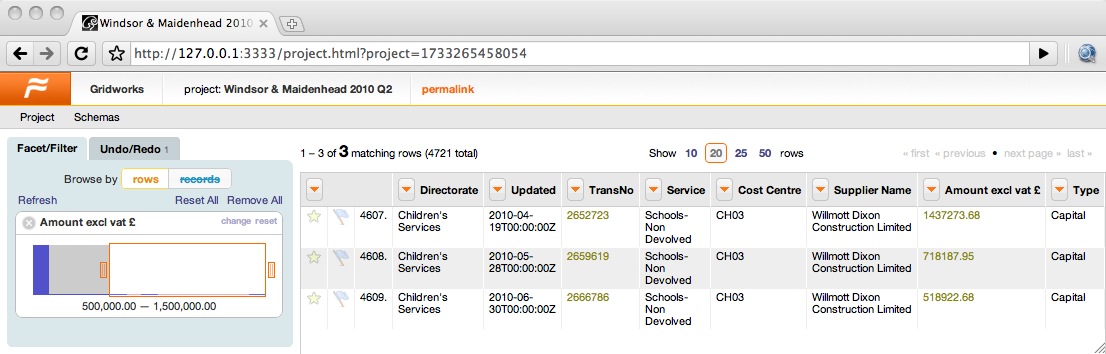 Windsor & Maidenhead 2010
http://127.0.0.1:3333/project.html?project=1733265458054
Gridworks project: Windsor & Maidenhead 2010 Q2 permalink
Project Schemas
Facet/Filter Undo/Redo 1
Browse by rows records
Refresh Reset All Remove All
Amount excl vat £ change reset
500,000.00 — 1,500,000.00
1 – 3 of 3 matching rows (4721 total) Show 10 20 25 50 rows « first ‹ previous • next page › last »
Directorate Updated TransNo Service Cost Centre Supplier Name Amount excl vat £ Type
4607. Children's Services 2010-04-19T00:00:00Z 2652723 Schools-Non Devolved CH03 Willmott Dixon Construction Limited 1437273.68 Capital
4608. Children's Services 2010-05-28T00:00:00Z 2659619 Schools-Non Devolved CH03 Willmott Dixon Construction Limited 718187.95 Capital
4609. Children's Services 2010-06-30T00:00:00Z 2666786 Schools-Non Devolved CH03 Willmott Dixon Construction Limited 518922.68 Capital